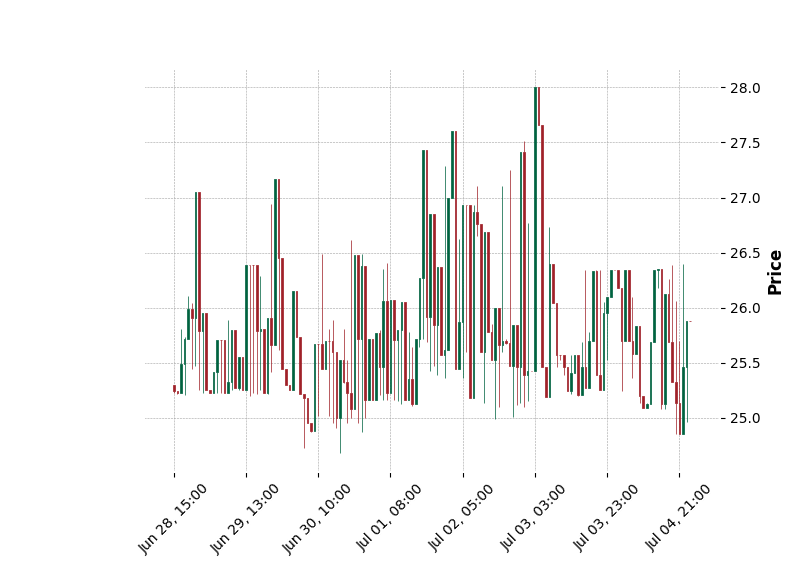 28.0
27.5
27.0
26.5
26.0
25.5
25.0
Price
Jun 28, 15:00
Jun 29, 13:00
Jun 30, 10:00
Jul 01, 08:00
Jul 02, 05:00
Jul 03, 03:00
Jul 03, 23:00
Jul 04, 21:00